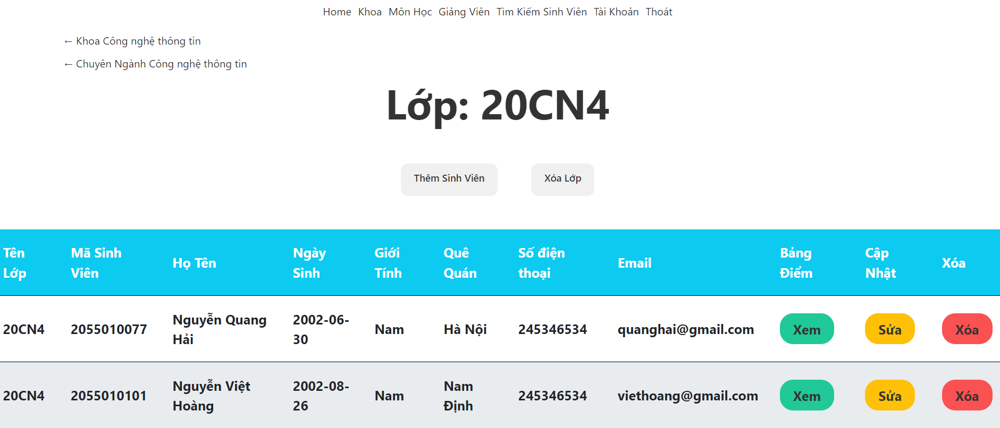 Home Khoa Môn Học Giảng Viên Tìm Kiếm Sinh Viên Tài Khoản Thoát
← Khoa Công nghệ thông tin
← Chuyên Ngành Công nghệ thông tin
Lớp: 20CN4
Thêm Sinh Viên Xóa Lớp
Tên Lớp Mã Sinh Viên Họ Tên Ngày Sinh Giới Tính Quê Quán Số điện thoại Email Bảng Điểm Cập Nhật Xóa
20CN4 2055010077 Nguyễn Quang Hải 2002-06-30 Nam Hà Nội 245346534 quanghai@gmail.com Xem Sửa Xóa
20CN4 2055010101 Nguyễn Việt Hoàng 2002-08-26 Nam Nam Định 245346534 viethoang@gmail.com Xem Sửa Xóa